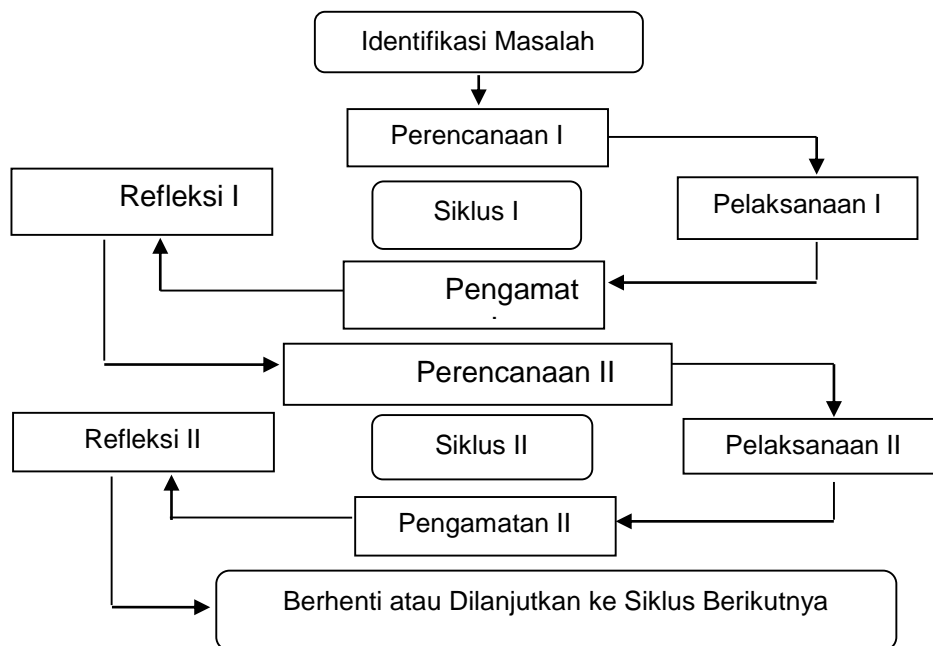 Identifikasi Masalah
Perencanaan I
Refleksi I
Siklus I
Pelaksanaan I
Pengamat
Perencanaan II
Refleksi II
Siklus II
Pelaksanaan II
Pengamatan II
Berhenti atau Dilanjutkan ke Siklus Berikutnya